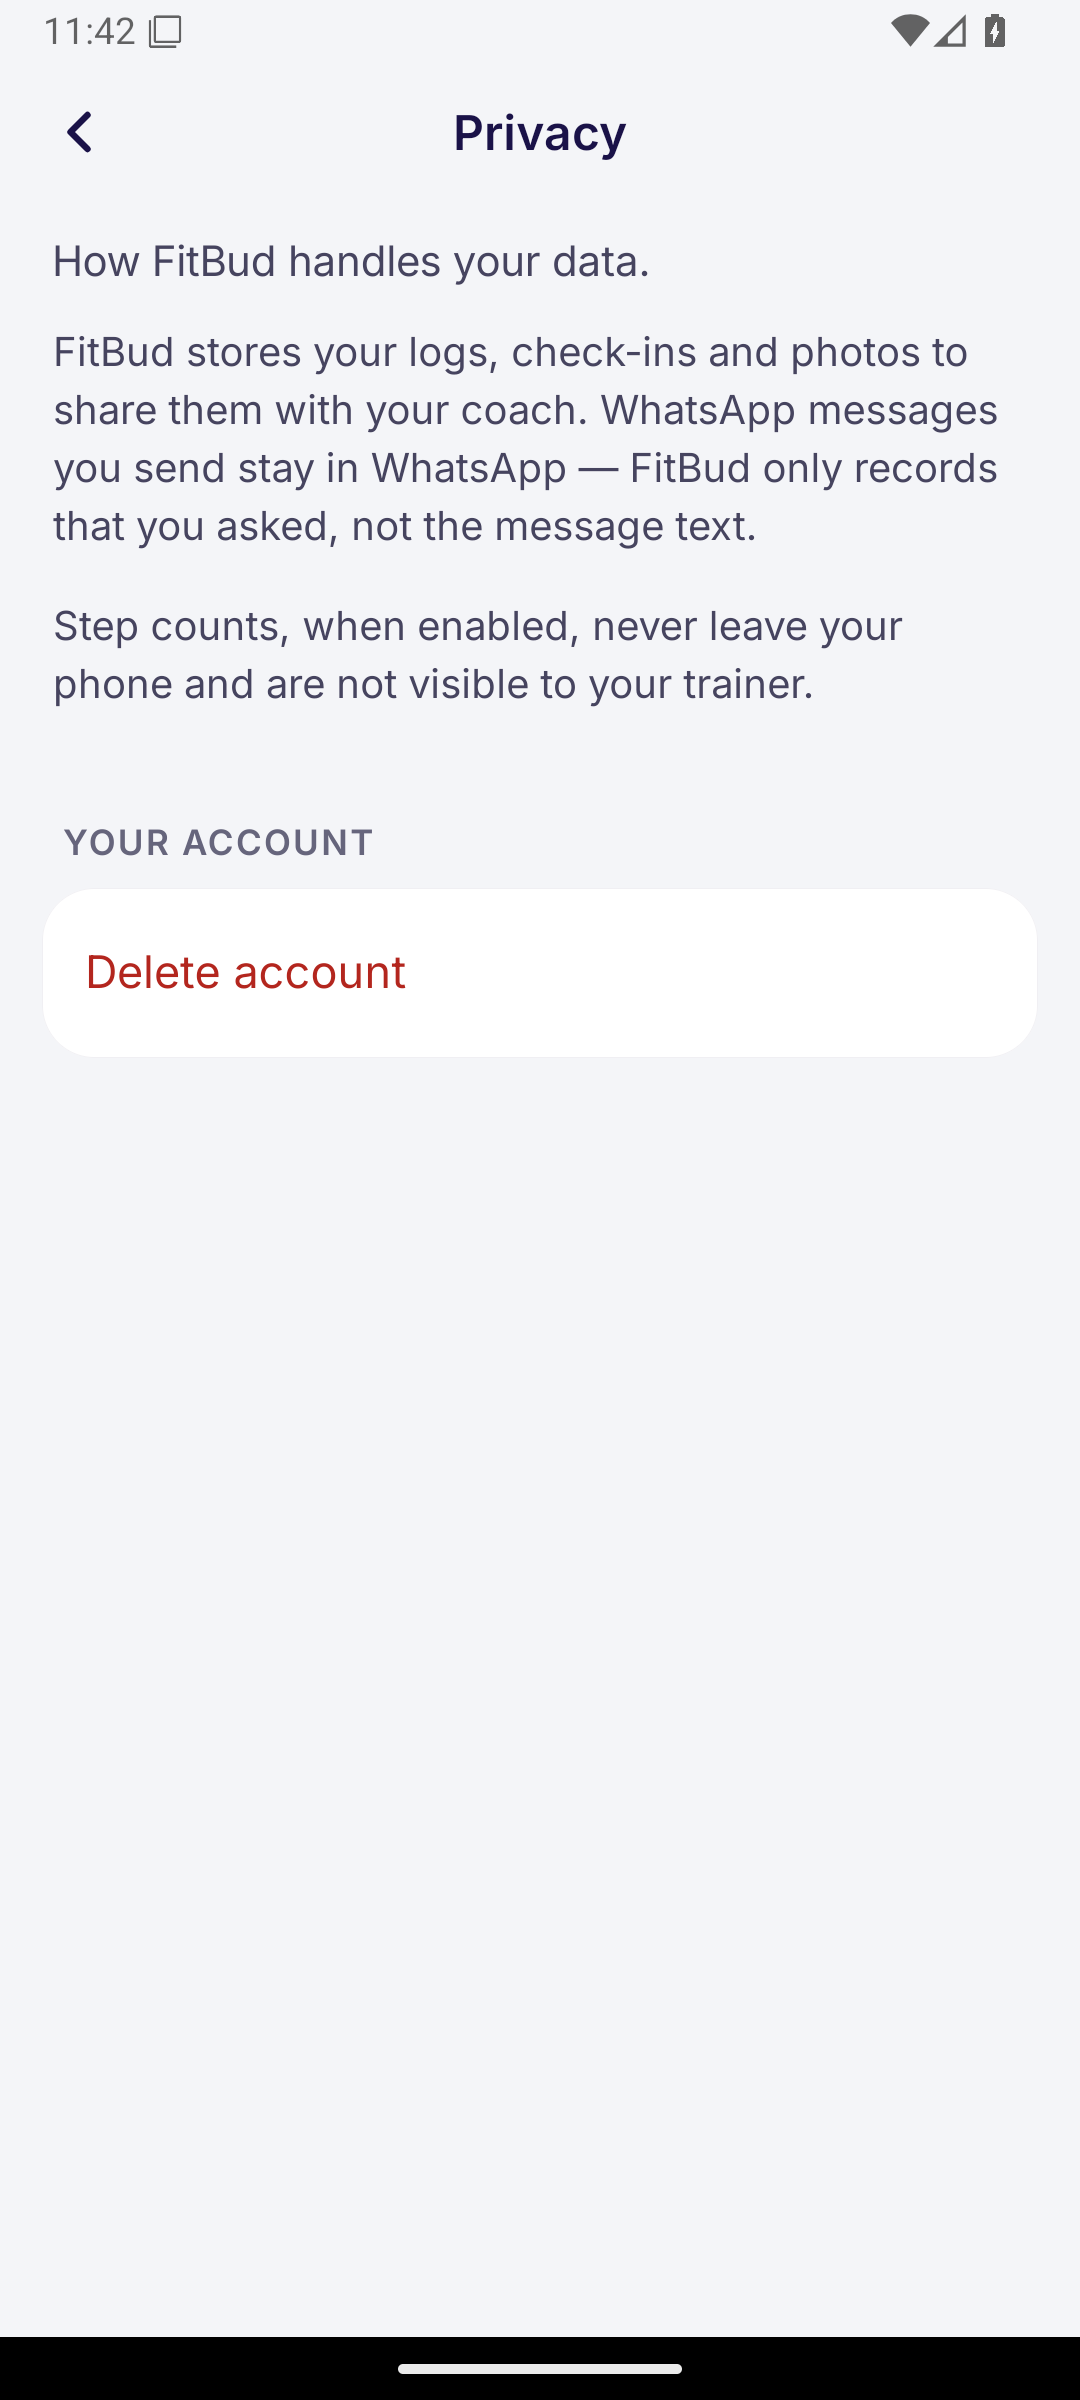 11:42
Privacy
How FitBud handles your data.
FitBud stores your logs, check-ins and photos to
share them with your coach. WhatsApp messages
you send stay in WhatsApp — FitBud only records
that you asked, not the message text.
Step counts, when enabled, never leave your
phone and are not visible to your trainer.
YOUR ACCOUNT
Delete account